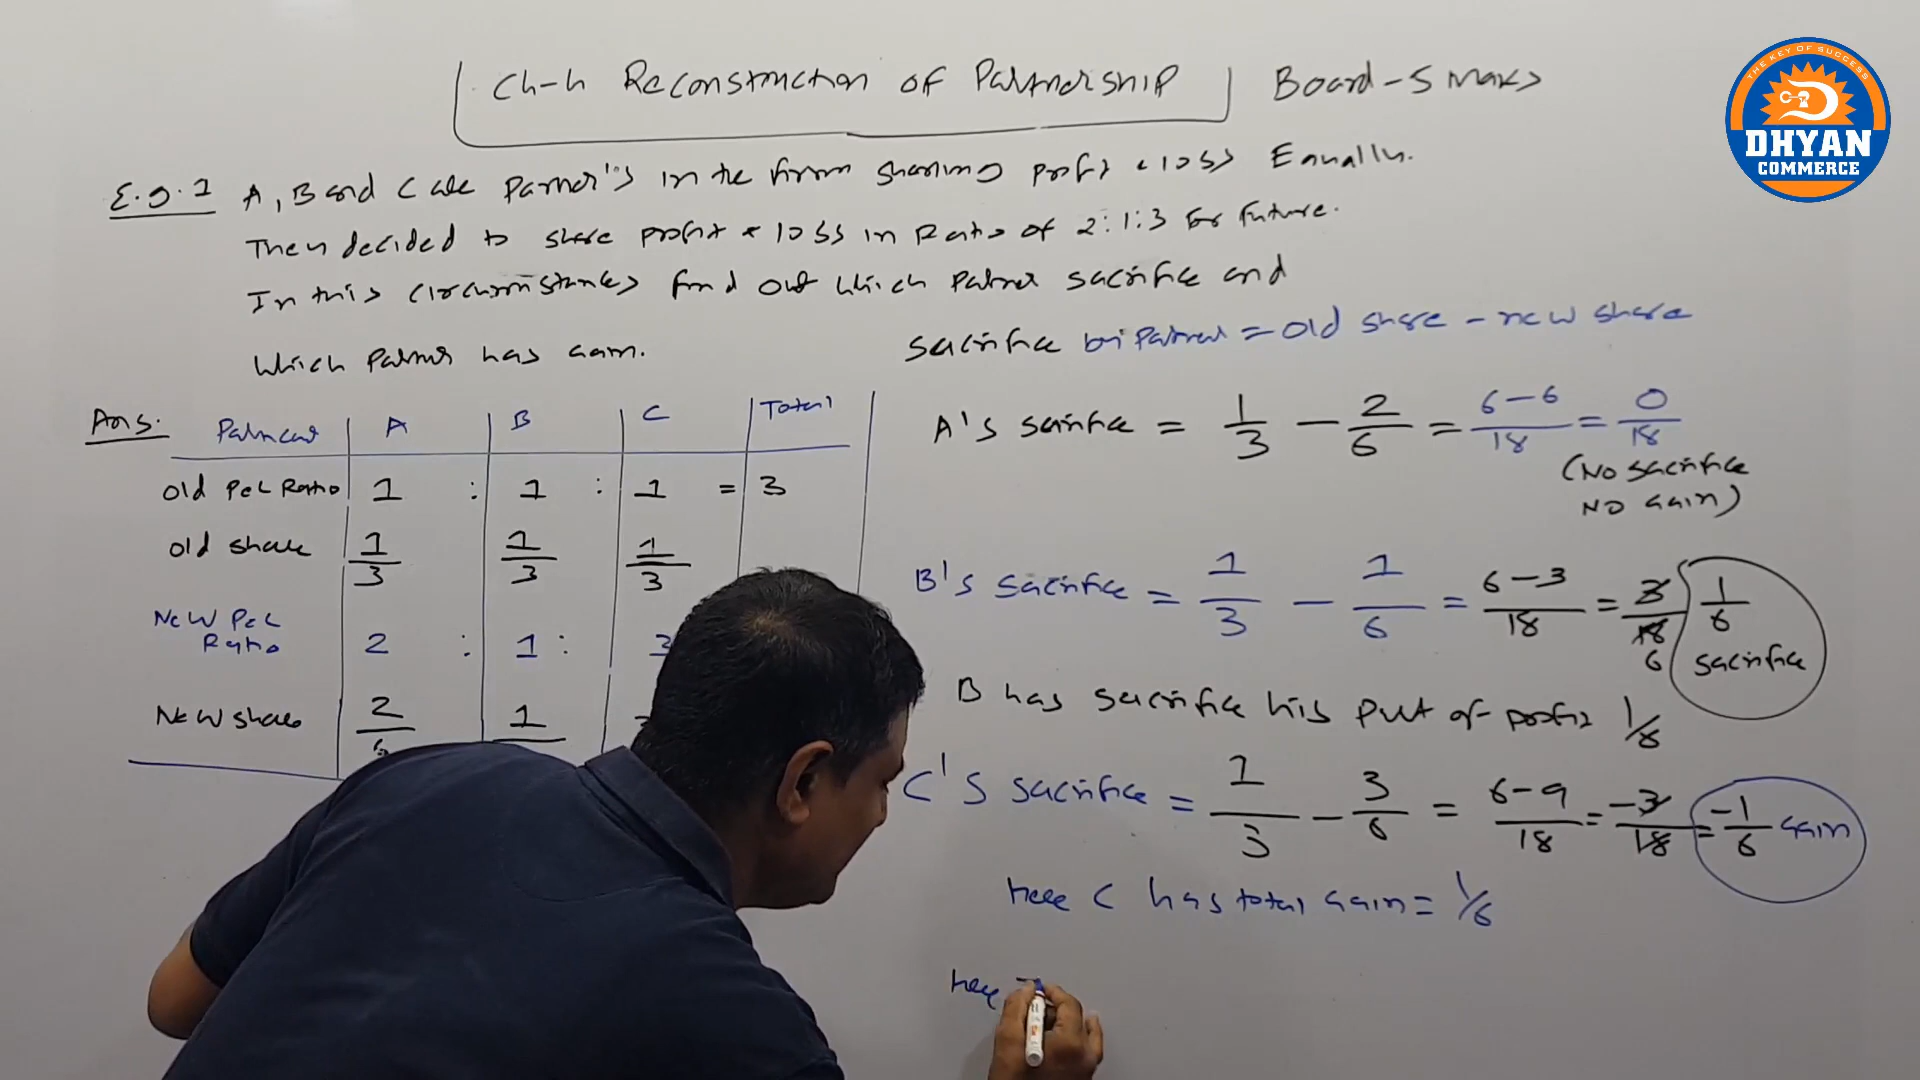 Ch-4 Reconstruction of Partnership Board-5 Marks
THE KEY OF SUCCESS
DHYAN
COMMERCE
E.g.1 A, B and C are Partner's in the firm sharing profit & loss Equally.
They decided to share profit & loss in Ratio of 2:1:3 for future.
In this circumstances find out which Partner sacrifice and
which Partner has gain.
Ans.
A B C Total
Old PSL Ratio 1 : 1 : 1 = 3
Old share 1/3 1/3 1/3
New PSL Ratio 2 : 1 : 3
New share 2/6 1
Sacrifice by Partner = old share - new share
A's sacrifice = 1/3 - 2/6 = 6-6/18 = 0/18
(No sacrifice
No Gain)
B's sacrifice = 1/3 - 1/6 = 6-3/18 = 3/18 6 1/6 sacrifice
B has sacrifice his part of profit 1/6
C's sacrifice = 1/3 - 3/6 = 6-9/18 = -3/18 = -1/6 Gain
Here C has total Gain = 1/6
Here